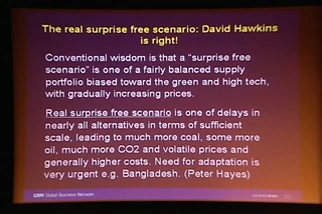 The real surprise free scenario: David Hawkins
is right!
Conventional wisdom is that a "surprise
free scenario" is one of a fairly balanced supply
portfolio biased toward the green and high tech,
with gradually increasing prices.
Real surprise free scenario is one of delays in
nearly all alternatives in terms of sufficient
scale, leading to much more coal, some more
oil, much more CO2 and volatile prices and
generally higher costs. Need for adaptation is
very urgent e.g. Bangladesh. (Peter Hayes)
GBN Global Business Network